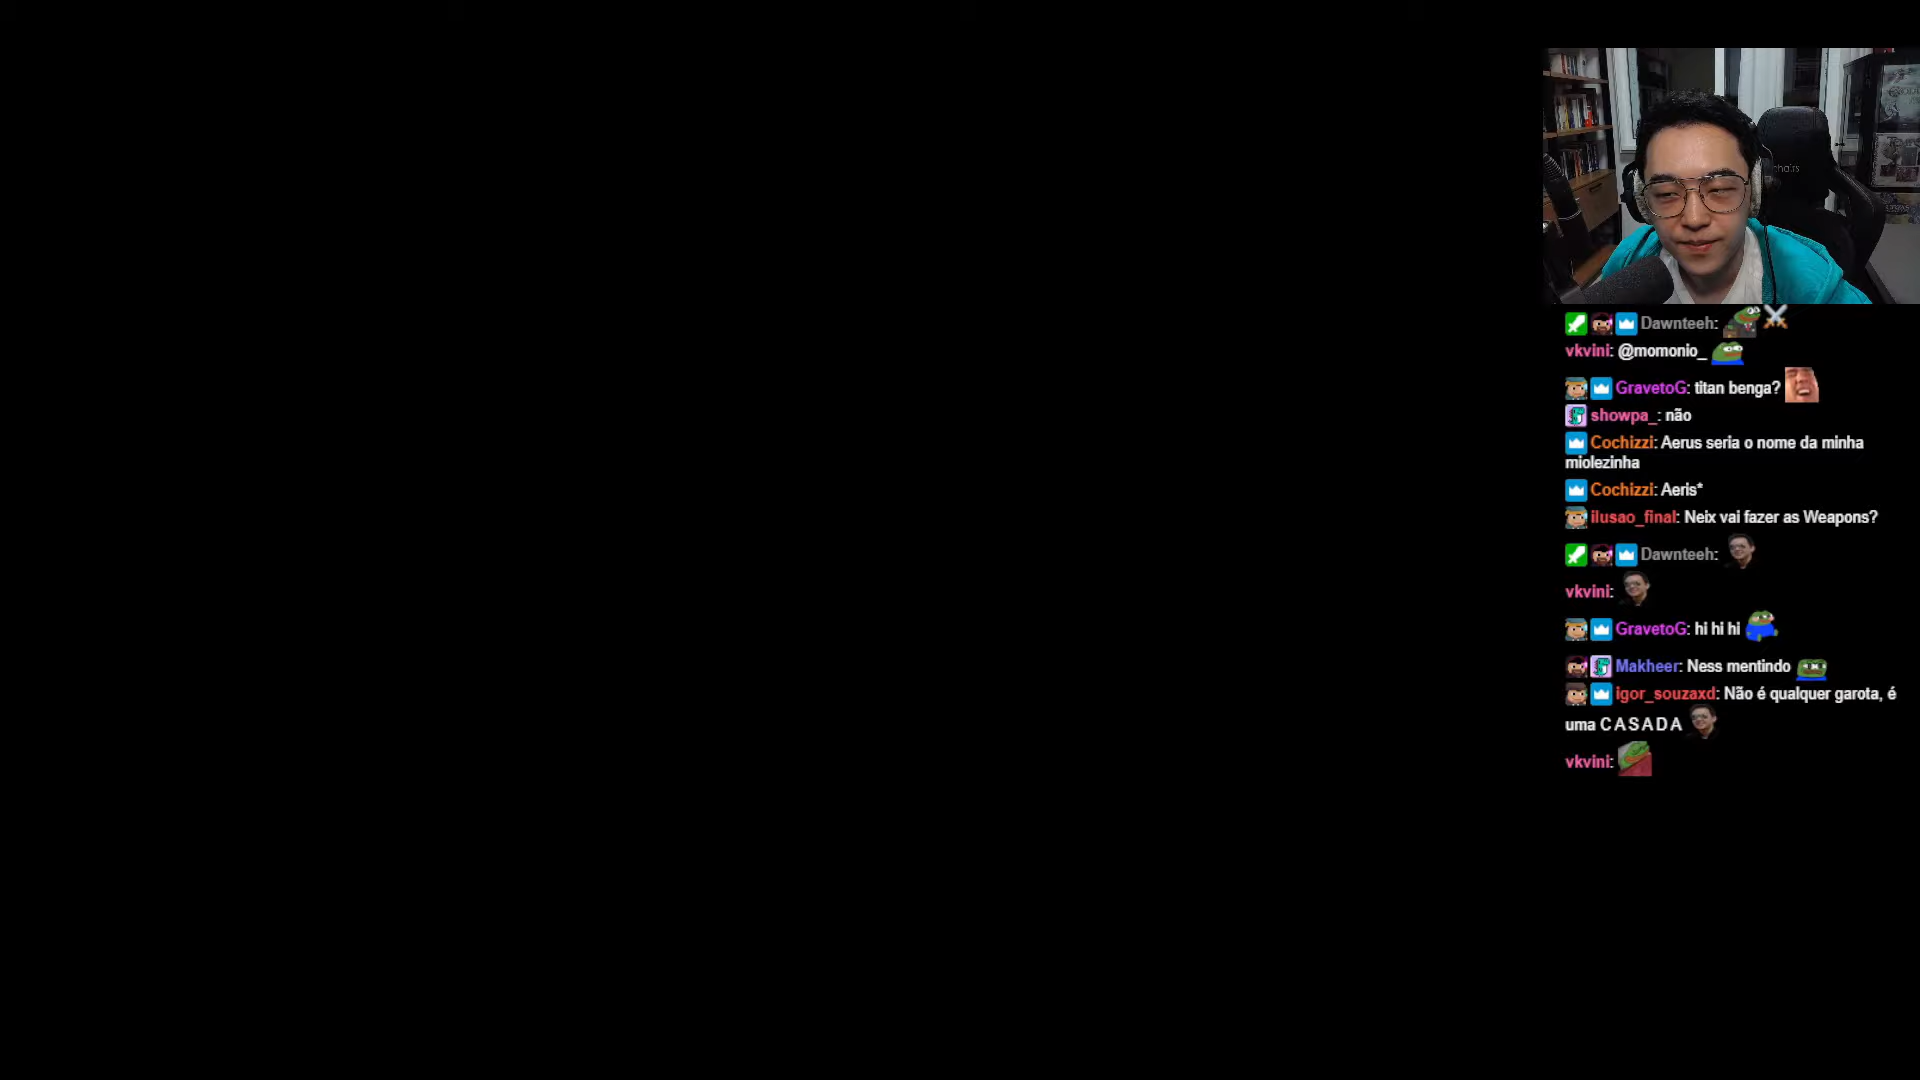 chairs
Dawnteeh:
vkvini: @momonio_
GravetoG: titan benga?
showpa_: não
Cochizzi: Aerus seria o nome da minha
miolezinha
Cochizzi: Aeris*
ilusao_final: Neix vai fazer as Weapons?
Dawnteeh:
vkvini:
GravetoG: hi hi hi
Makheer: Ness mentindo
igor_souzaxd: Não é qualquer garota, é
uma C A S A D A
vkvini: